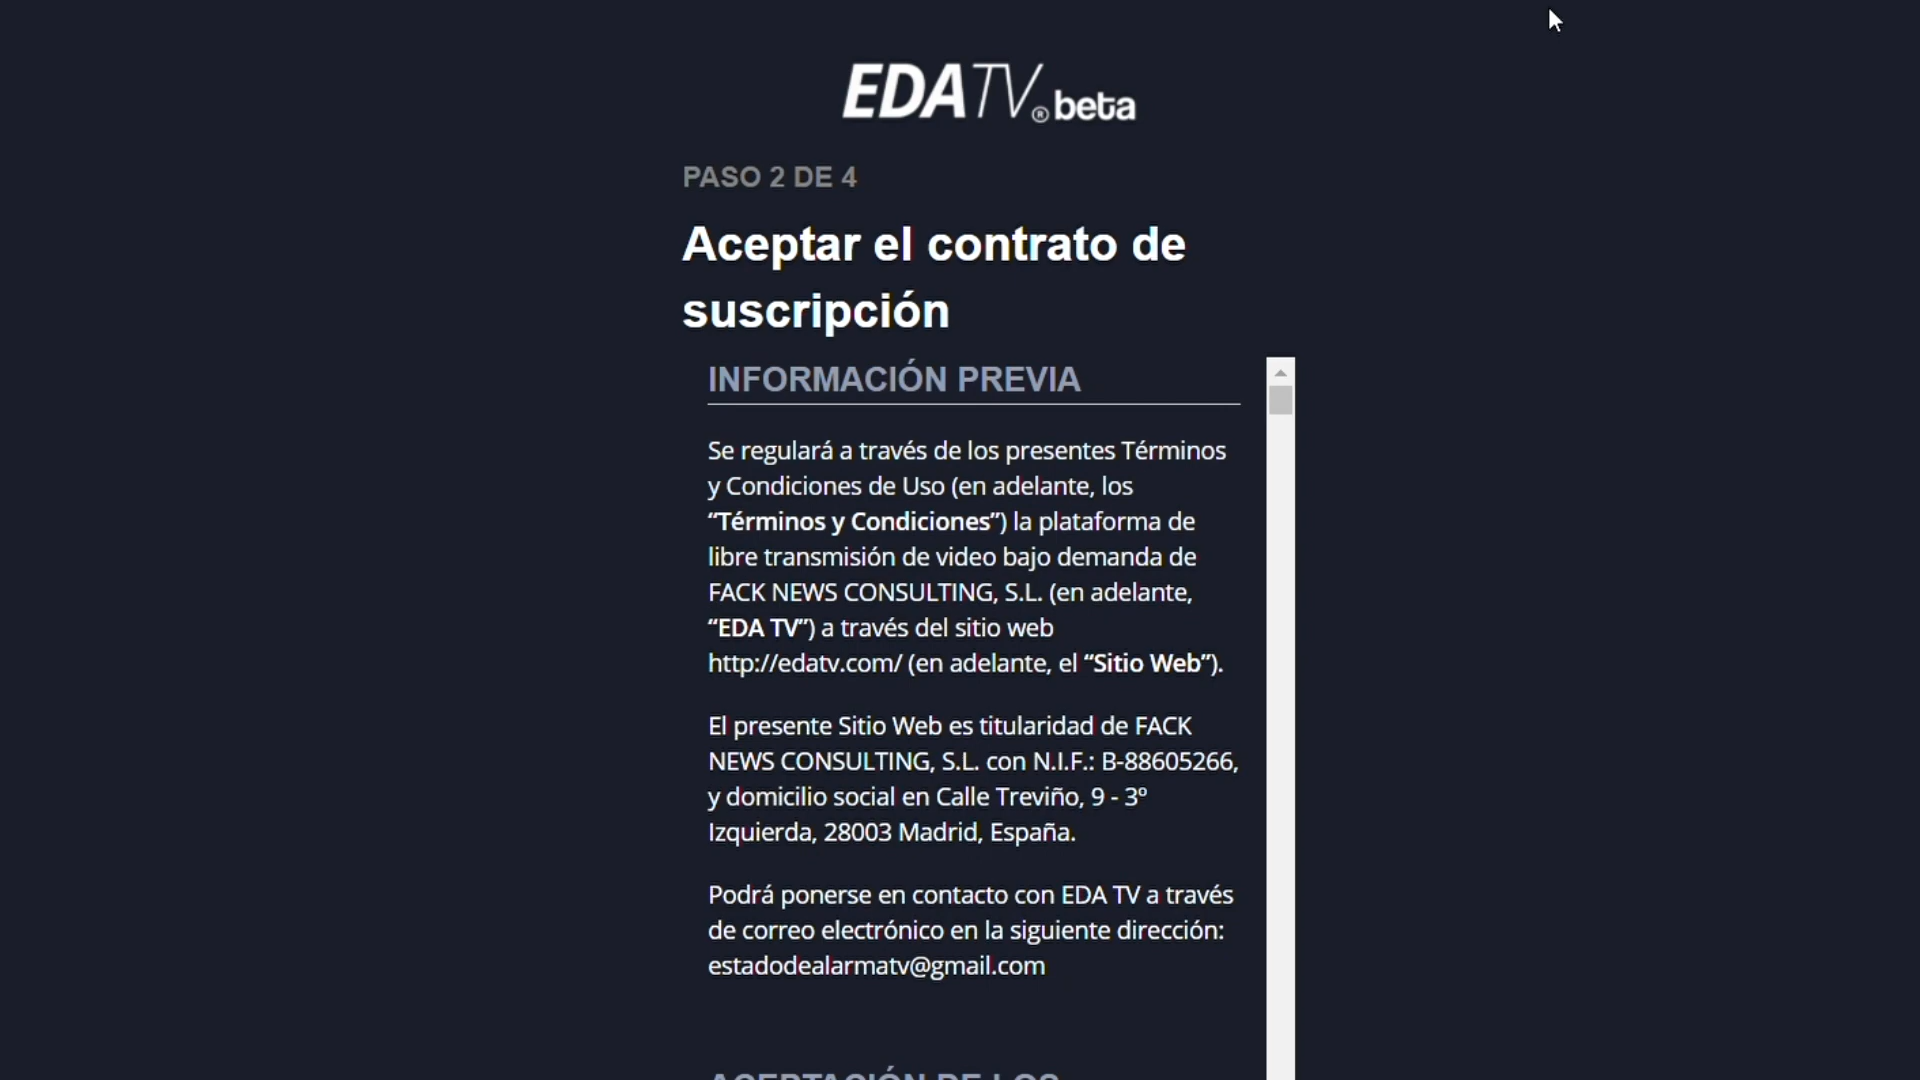 EDATV® beta
PASO 2 DE 4
Aceptar el contrato de
suscripción
INFORMACIÓN PREVIA
Se regulará a través de los presentes Términos
y Condiciones de Uso (en adelante, los
“Términos y Condiciones”) la plataforma de
libre transmisión de video bajo demanda de
FACK NEWS CONSULTING, S.L. (en adelante,
“EDA TV”) a través del sitio web
http://edatv.com/ (en adelante, el “Sitio Web”).
El presente Sitio Web es titularidad de FACK
NEWS CONSULTING, S.L. con N.I.F.: B-88605266,
y domicilio social en Calle Treviño, 9 - 3º
Izquierda, 28003 Madrid, España.
Podrá ponerse en contacto con EDA TV a través
de correo electrónico en la siguiente dirección:
estadodealarmatv@gmail.com
ACEPTACIÓN DE LOS